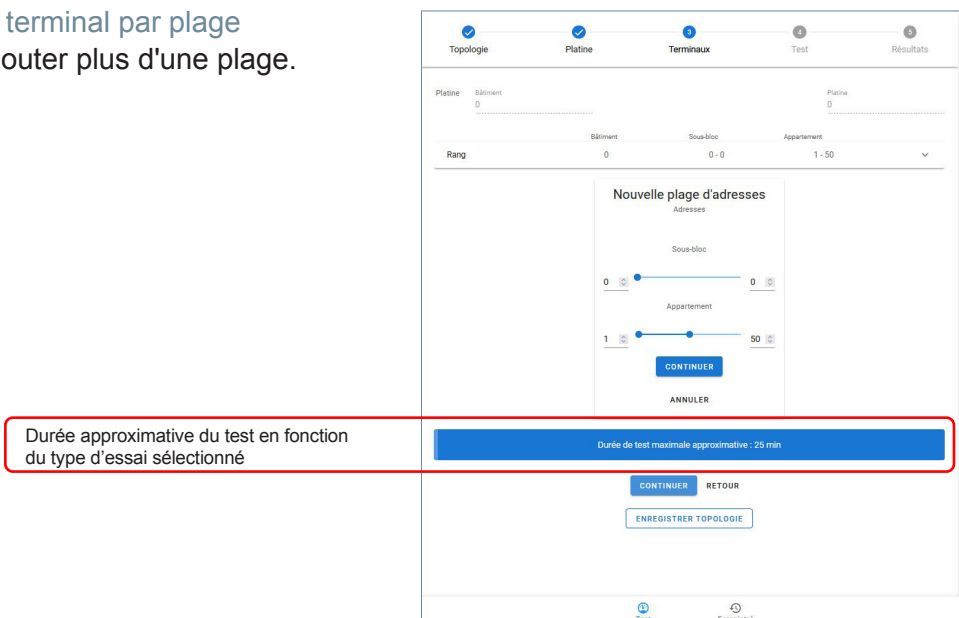 terminal par plage
outer plus d'une plage.
3 4 5
Topologie Platine Terminaux Test Résultats
Platine Bâtiment Platine
0 0
Bâtiment Sous-bloc Appartement
Rang 0 0 - 0 1 - 50
Nouvelle plage d'adresses
Adresses
Sous-bloc
0 0
Appartement
1 50
CONTINUER
ANNULER
Durée approximative du test en fonction
du type d'essai sélectionné
Durée de test maximale approximative : 25 min
CONTINUER RETOUR
ENREGISTRER TOPOLOGIE